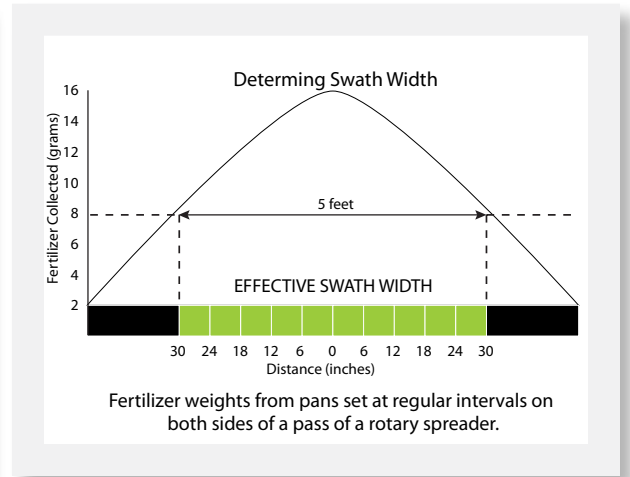 Determing Swath Width
Fertilizer Collected (grams)
16
14
12
10
8
6
4
2
5 feet
EFFECTIVE SWATH WIDTH
30 24 18 12 6 0 6 12 18 24 30
Distance (inches)
Fertilizer weights from pans set at regular intervals on
both sides of a pass of a rotary spreader.